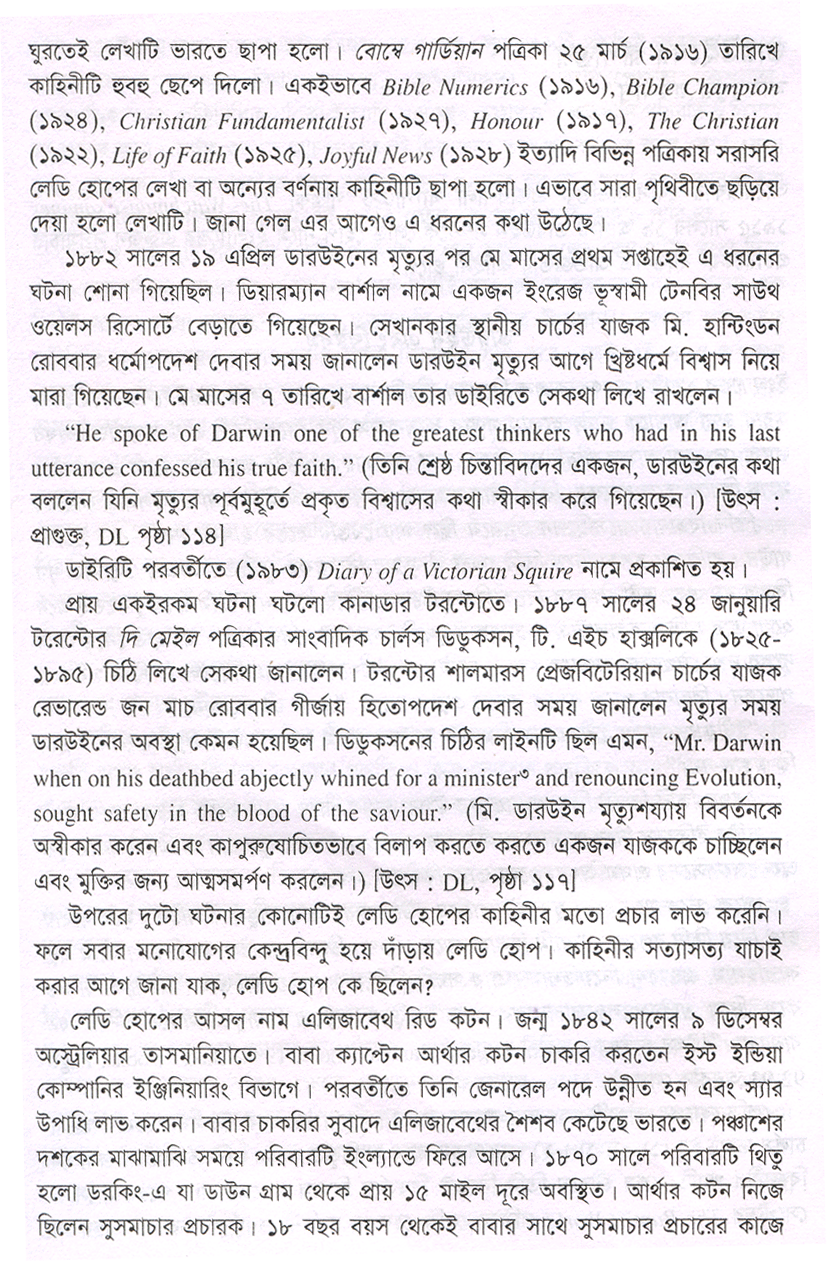 ঘুরতেই লেখাটি ভারতে ছাপা হলো। বোম্বে গার্ডিয়ান পত্রিকা ২৫ মার্চ (১৯১৬) তারিখে
কাহিনীটি হুবহু ছেপে দিলো। একইভাবে Bible Numerics (১৯১৬), Bible Champion
(১৯২৪), Christian Fundamentalist (১৯২৭), Honour (১৯১৭), The Christian
(১৯২২), Life of Faith (১৯২৫), Joyful News (১৯২৮) ইত্যাদি বিভিন্ন পত্রিকায় সরাসরি
লেডি হোপের লেখা বা অন্যের বর্ণনায় কাহিনীটি ছাপা হলো। এভাবে সারা পৃথিবীতে ছড়িয়ে
দেয়া হলো লেখাটি। জানা গেল এর আগেও এ ধরনের কথা উঠেছে।
১৮৮২ সালের ১৯ এপ্রিল ডারউইনের মৃত্যুর পর মে মাসের প্রথম সপ্তাহেই এ ধরনের
ঘটনা শোনা গিয়েছিল। ডিয়ারম্যান বার্শাল নামে একজন ইংরেজ ভূস্বামী টেনবির সাউথ
ওয়েলস রিসোর্টে বেড়াতে গিয়েছেন। সেখানকার স্থানীয় চার্চের যাজক মি. হান্টিংডন
রোববার ধর্মোপদেশ দেবার সময় জানালেন ডারউইন মৃত্যুর আগে খ্রিষ্টধর্মে বিশ্বাস নিয়ে
মারা গিয়েছেন। মে মাসের ৭ তারিখে বার্শাল তার ডাইরিতে সেকথা লিখে রাখলেন।
“He spoke of Darwin one of the greatest thinkers who had in his last
utterance confessed his true faith.” (তিনি শ্রেষ্ঠ চিন্তাবিদদের একজন, ডারউইনের কথা
বললেন যিনি মৃত্যুর পূর্বমুহূর্তে প্রকৃত বিশ্বাসের কথা স্বীকার করে গিয়েছেন।) [উৎস :
প্রাগুক্ত, DL পৃষ্ঠা ১১৪]
ডাইরিটি পরবর্তীতে (১৯৮৩) Diary of a Victorian Squire নামে প্রকাশিত হয়।
প্রায় একইরকম ঘটনা ঘটলো কানাডার টরন্টোতে। ১৮৮৭ সালের ২৪ জানুয়ারি
টরেন্টোর দি মেইল পত্রিকার সাংবাদিক চার্লস ডিডুকসন, টি. এইচ হাক্সলিকে (১৮২৫-
১৮৯৫) চিঠি লিখে সেকথা জানালেন। টরন্টোর শালমারস প্রেজবিটেরিয়ান চার্চের যাজক
রেভারেন্ড জন মাচ রোববার গীর্জায় হিতোপদেশ দেবার সময় জানালেন মৃত্যুর সময়
ডারউইনের অবস্থা কেমন হয়েছিল। ডিডুকসনের চিঠির লাইনটি ছিল এমন, “Mr. Darwin
when on his deathbed abjectly whined for a minister³ and renouncing Evolution,
sought safety in the blood of the saviour.” (মি. ডারউইন মৃত্যুশয্যায় বিবর্তনকে
অস্বীকার করেন এবং কাপুরুষোচিতভাবে বিলাপ করতে করতে একজন যাজককে চাচ্ছিলেন
এবং মুক্তির জন্য আত্মসমর্পণ করলেন।) [উৎস : DL, পৃষ্ঠা ১১৭]
উপরের দুটো ঘটনার কোনোটিই লেডি হোপের কাহিনীর মতো প্রচার লাভ করেনি।
ফলে সবার মনোযোগের কেন্দ্রবিন্দু হয়ে দাঁড়ায় লেডি হোপ। কাহিনীর সত্যাসত্য যাচাই
করার আগে জানা যাক, লেডি হোপ কে ছিলেন?
লেডি হোপের আসল নাম এলিজাবেথ রিড কটন। জন্ম ১৮৪২ সালের ৯ ডিসেম্বর
অস্ট্রেলিয়ার তাসমানিয়াতে। বাবা ক্যাপ্টেন আর্থার কটন চাকরি করতেন ইস্ট ইন্ডিয়া
কোম্পানির ইঞ্জিনিয়ারিং বিভাগে। পরবর্তীতে তিনি জেনারেল পদে উন্নীত হন এবং স্যার
উপাধি লাভ করেন। বাবার চাকরির সুবাদে এলিজাবেথের শৈশব কেটেছে ভারতে। পঞ্চাশের
দশকের মাঝামাঝি সময়ে পরিবারটি ইংল্যান্ডে ফিরে আসে। ১৮৭০ সালে পরিবারটি থিতু
হলো ডরকিং-এ যা ডাউন গ্রাম থেকে প্রায় ১৫ মাইল দূরে অবস্থিত। আর্থার কটন নিজে
ছিলেন সুসমাচার প্রচারক। ১৮ বছর বয়স থেকেই বাবার সাথে সুসমাচার প্রচারের কাজে